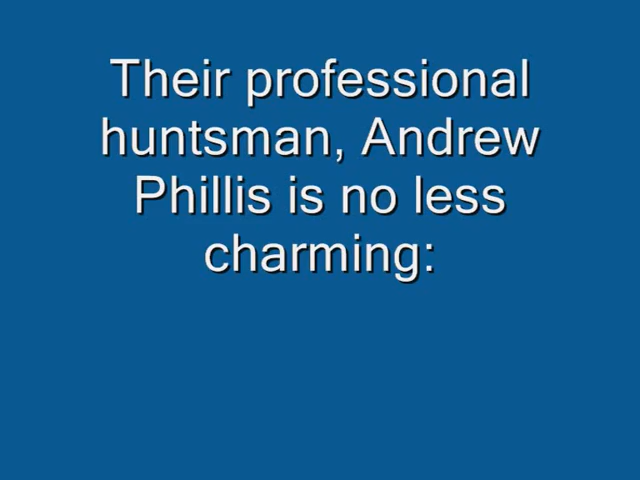 Their professional
huntsman, Andrew
Phillis is no less
charming: